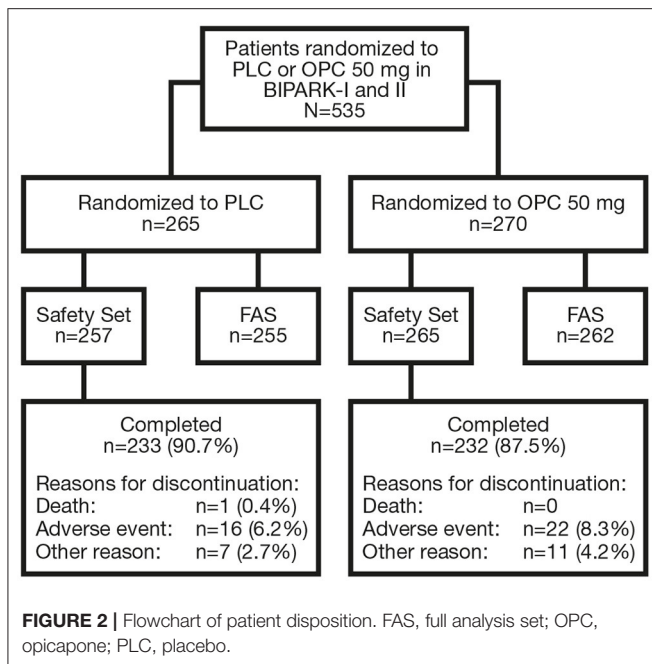 Patients randomized to
PLC or OPC 50 mg in
BIPARK-I and II
N=535
Randomized to PLC
n=265
Randomized to OPC 50 mg
n=270
Safety Set
n=257
FAS
n=255
Safety Set
n=265
FAS
n=262
Completed
n=233 (90.7%)
Reasons for discontinuation:
Death: n=1 (0.4%)
Adverse event: n=16 (6.2%)
Other reason: n=7 (2.7%)
Completed
n=232 (87.5%)
Reasons for discontinuation:
Death: n=0
Adverse event: n=22 (8.3%)
Other reason: n=11 (4.2%)
FIGURE 2 | Flowchart of patient disposition. FAS, full analysis set; OPC,
opicapone; PLC, placebo.